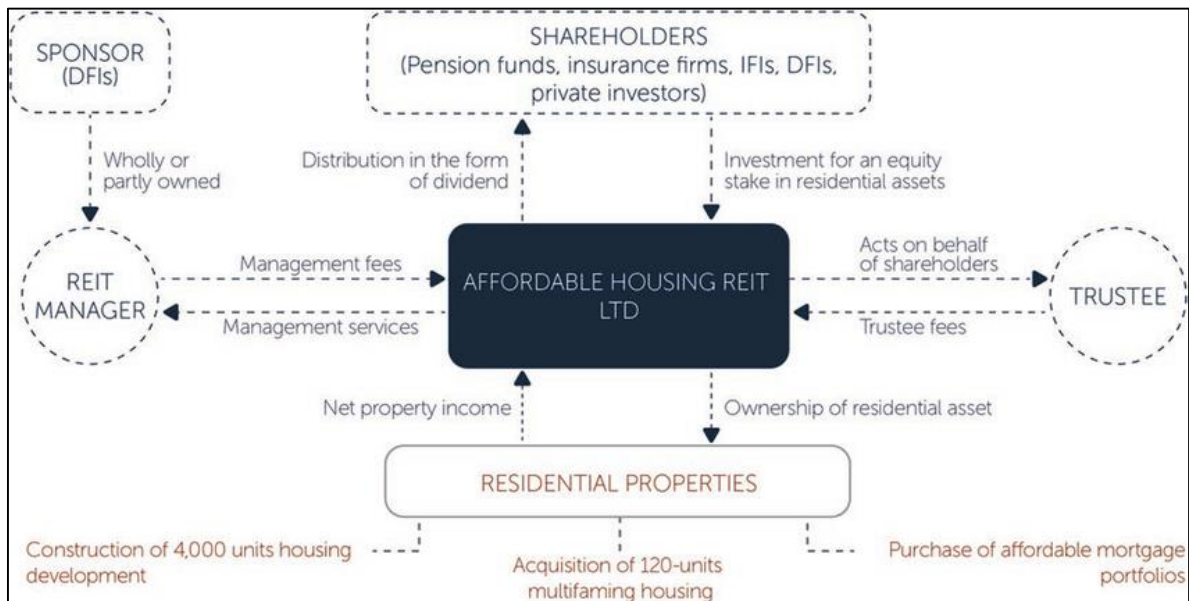 SPONSOR
(DFIs)
SHAREHOLDERS
(Pension funds, insurance firms, IFIs, DFIs,
private investors)
Wholly or
partly owned
Distribution in the form
of dividend
Investment for an equity
stake in residential assets
REIT
MANAGER
Management fees
Management services
AFFORDABLE HOUSING REIT
LTD
Acts on behalf
of shareholders
Trustee fees
TRUSTEE
Net property income
Ownership of residential asset
RESIDENTIAL PROPERTIES
Construction of 4,000 units housing
development
Acquisition of 120-units
multifaming housing
Purchase of affordable mortgage
portfolios